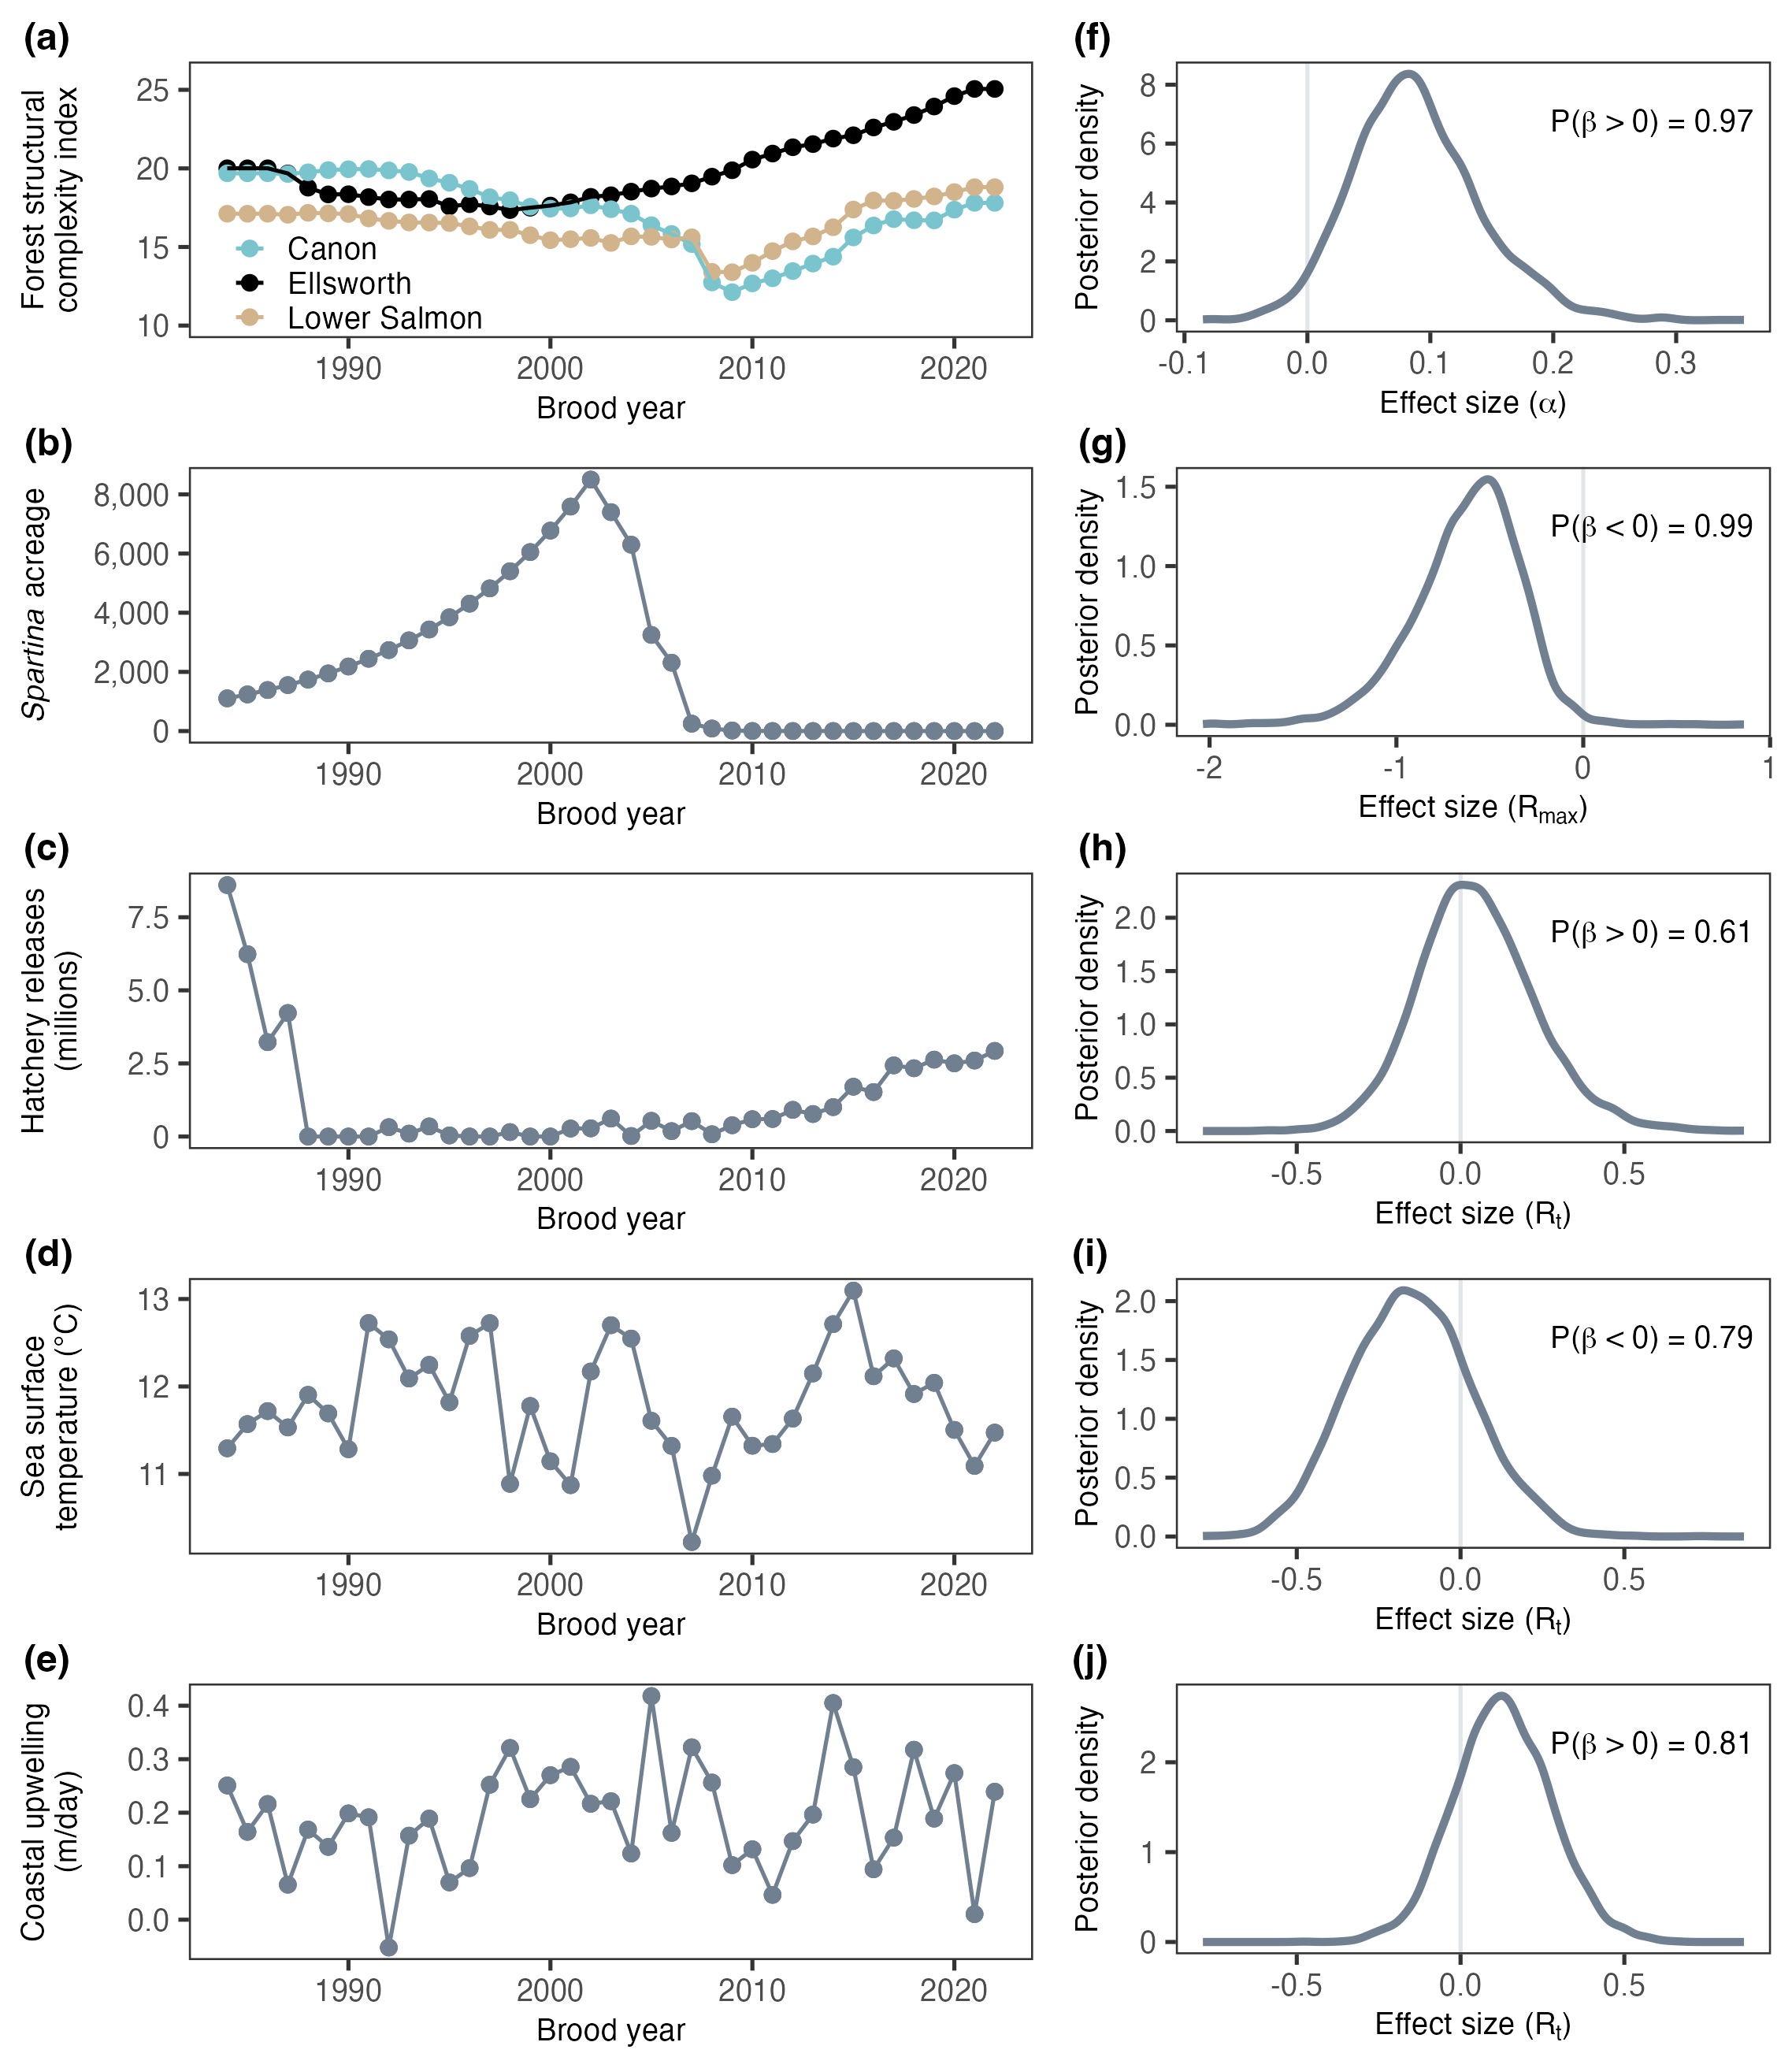 (a)
Forest structural
complexity index
25
20
15
10
Canon
Ellsworth
Lower Salmon
1990
2000
2010
2020
Brood year
(f)
Posterior density
8
6
4
2
0
P(β > 0) = 0.97
-0.1
0.0
0.1
0.2
0.3
Effect size (α)
(b)
Spartina acreage
8,000
6,000
4,000
2,000
0
1990
2000
2010
2020
Brood year
(g)
Posterior density
1.5
1.0
0.5
0.0
P(β < 0) = 0.99
-2
-1
0
1
Effect size (Rmax)
(c)
Hatchery releases
(millions)
7.5
5.0
2.5
0
1990
2000
2010
2020
Brood year
(h)
Posterior density
2.0
1.5
1.0
0.5
0.0
P(β > 0) = 0.61
-0.5
0.0
0.5
Effect size (Rt)
(d)
Sea surface
temperature (°C)
13
12
11
1990
2000
2010
2020
Brood year
(i)
Posterior density
2.0
1.5
1.0
0.5
0.0
P(β < 0) = 0.79
-0.5
0.0
0.5
Effect size (Rt)
(e)
Coastal upwelling
(m/day)
0.4
0.3
0.2
0.1
0.0
1990
2000
2010
2020
Brood year
(j)
Posterior density
2
1
0
P(β > 0) = 0.81
-0.5
0.0
0.5
Effect size (Rt)